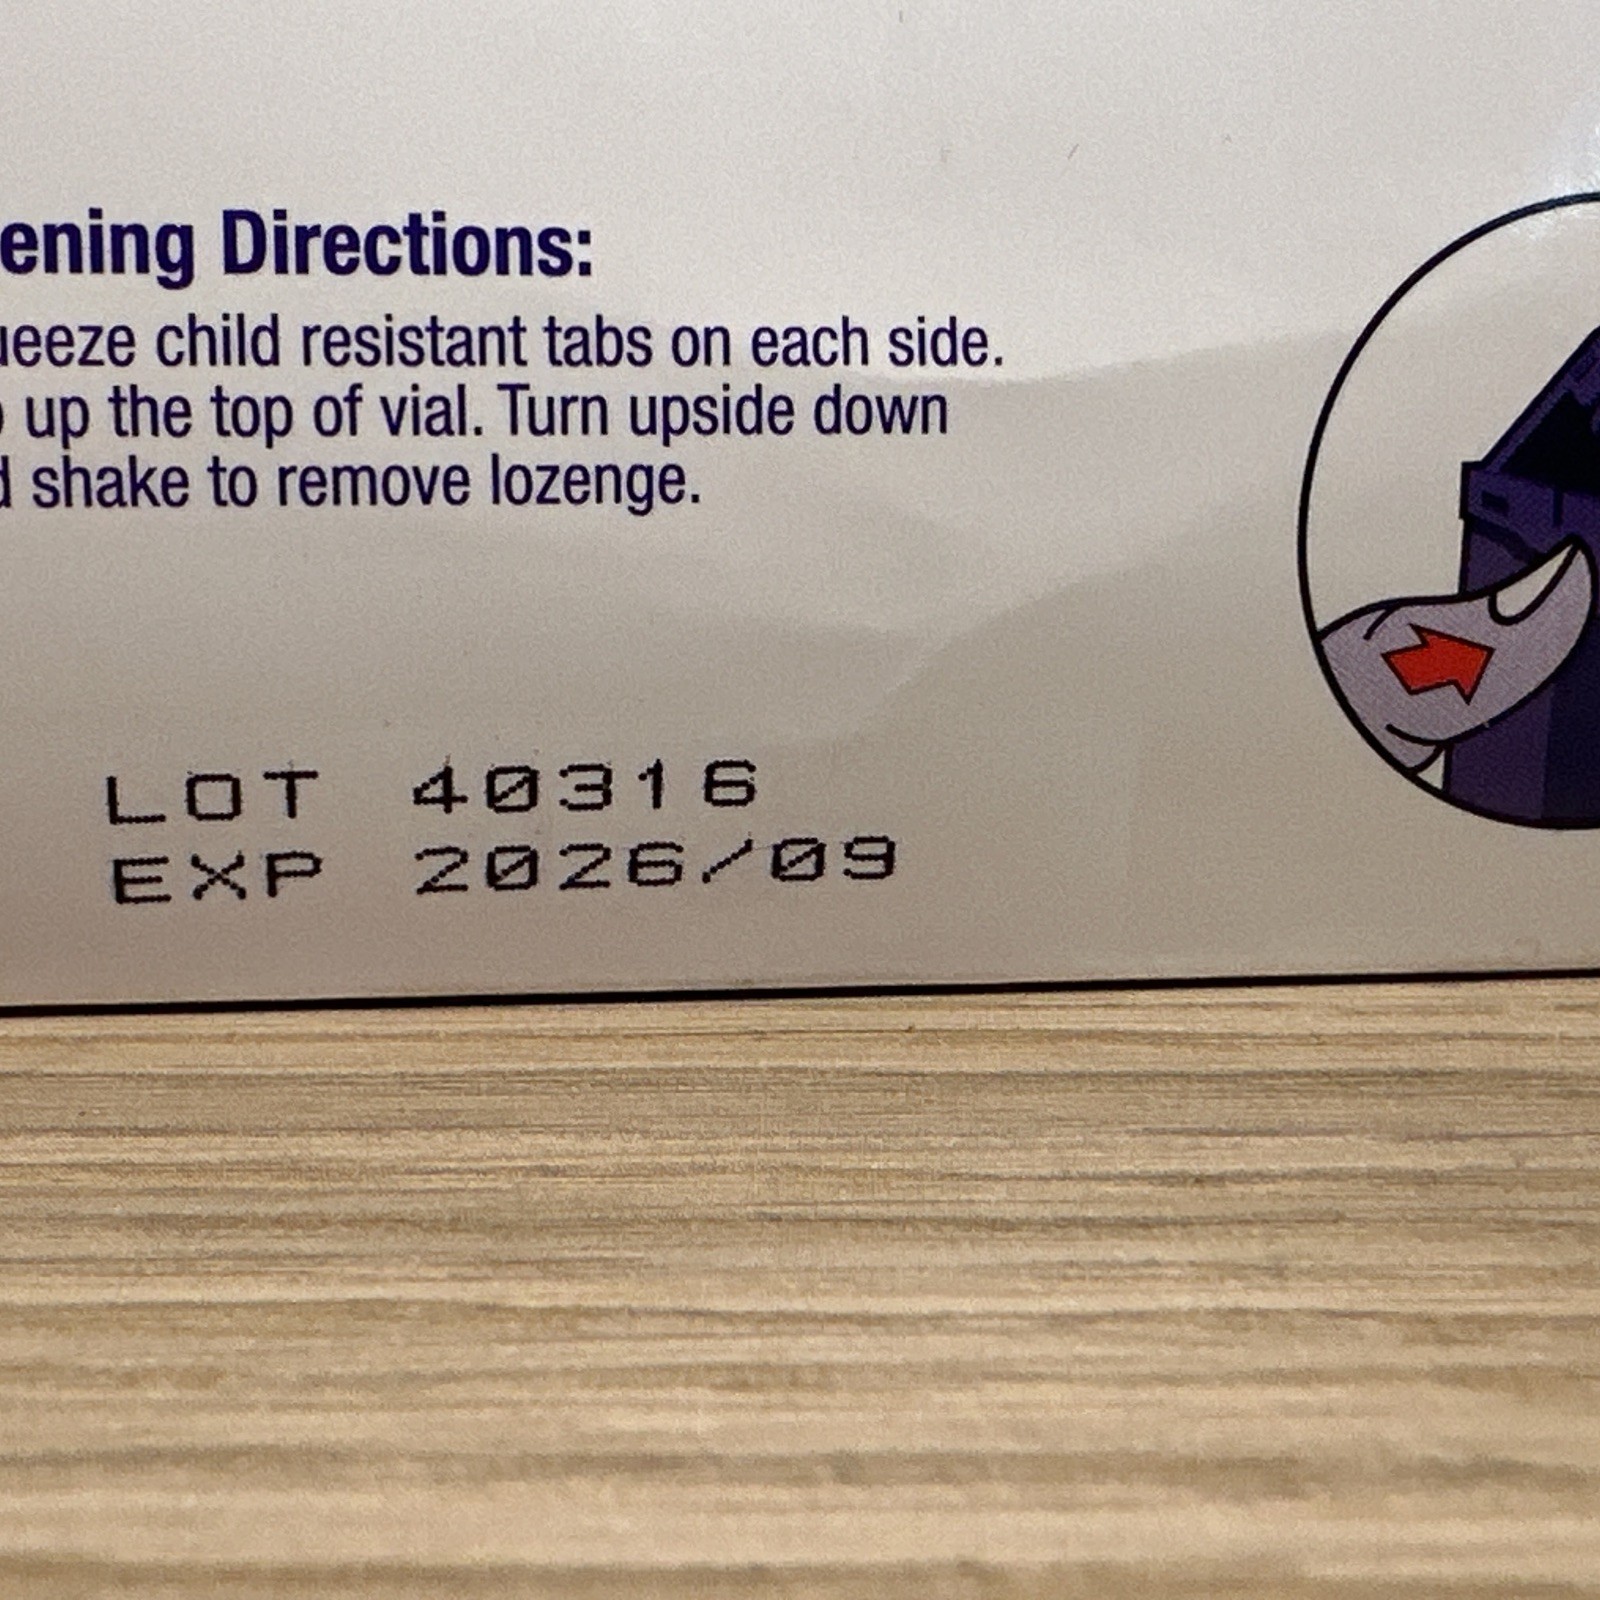 ening Directions:
ueeze child resistant tabs on each side.
up the top of vial. Turn upside down
d shake to remove lozenge.
LOT 40316
EXP 2026/09